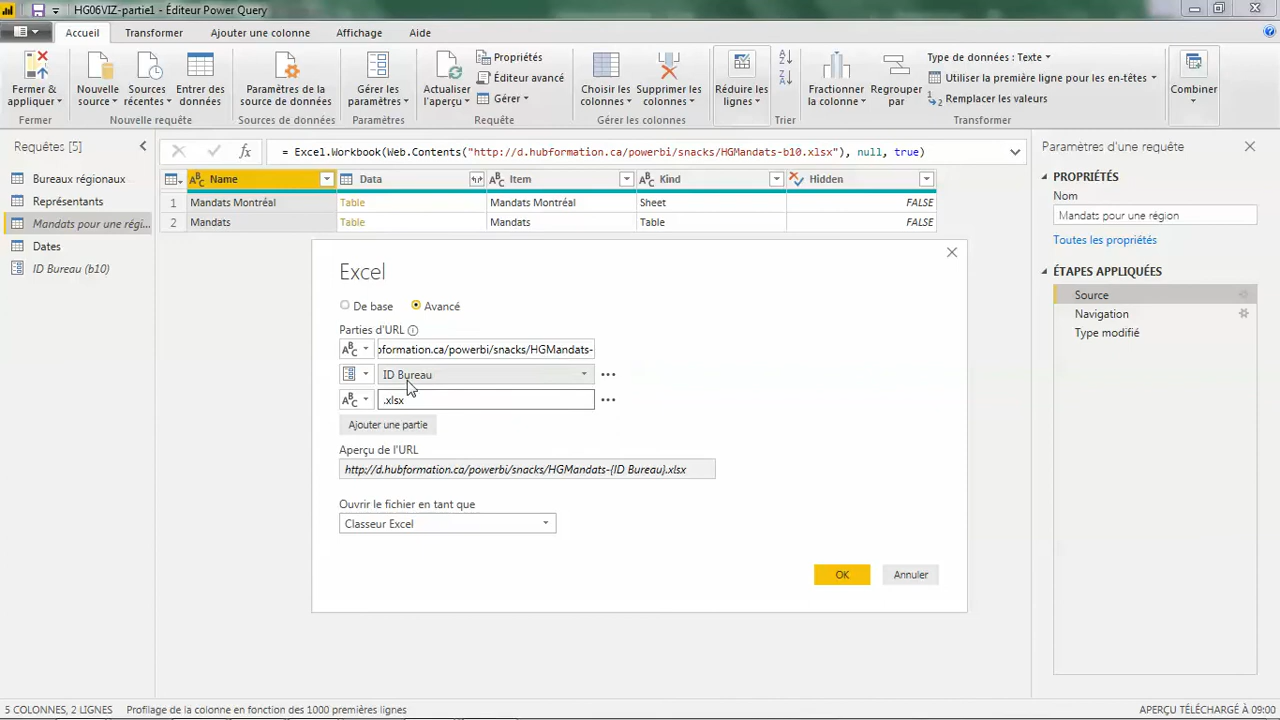 HG06VIZ-partie1 - Éditeur Power Query
Accueil Transformer Ajouter une colonne Affichage Aide
Fermer & appliquer
Fermer
Nouvelle source
Sources récentes
Entrer des données
Nouvelle requête
Paramètres de la source de données
Sources de données
Gérer les paramètres
Paramètres
Actualiser l'aperçu
Propriétés
Éditeur avancé
Gérer
Requête
Choisir les colonnes
Supprimer les colonnes
Gérer les colonnes
Réduire les lignes
Trier
Fractionner la colonne
Regrouper par
Type de données : Texte
Utiliser la première ligne pour les en-têtes
Remplacer les valeurs
Transformer
Combiner
Requêtes [5]
Bureaux régionaux
Représentants
Mandats pour une régi...
Dates
ID Bureau (b10)
= Excel.Workbook(Web.Contents("http://d.hubformation.ca/powerbi/snacks/HGMandats-b10.xlsx"), null, true)
Name Data Item Kind Hidden
1 Mandats Montréal Table Mandats Montréal Sheet FALSE
2 Mandats Table Mandats Table FALSE
Excel
De base Avancé
Parties d'URL
oformation.ca/powerbi/snacks/HGMandats-
ID Bureau
.xlsx
Ajouter une partie
Aperçu de l'URL
http://d.hubformation.ca/powerbi/snacks/HGMandats-{ID Bureau}.xlsx
Ouvrir le fichier en tant que
Classeur Excel
OK Annuler
Paramètres d'une requête
PROPRIÉTÉS
Nom
Mandats pour une région
Toutes les propriétés
ÉTAPES APPLIQUÉES
Source
Navigation
Type modifié
5 COLONNES, 2 LIGNES Profilage de la colonne en fonction des 1000 premières lignes APERÇU TÉLÉCHARGÉ À 09:00